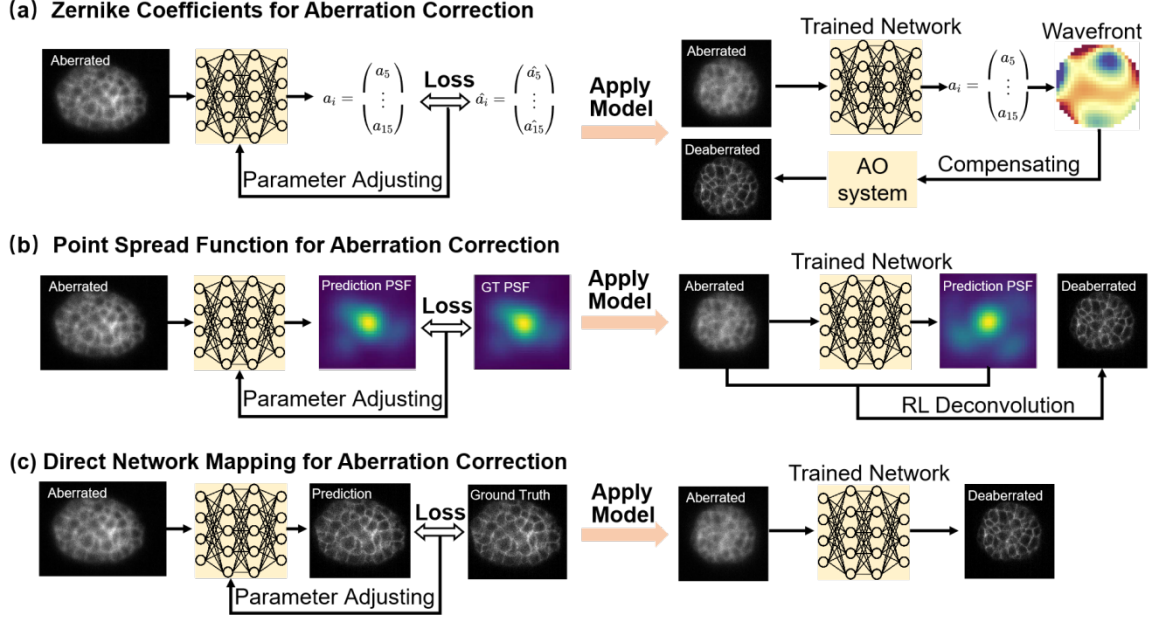 (a) Zernike Coefficients for Aberration Correction
Aberrated
a_i = (a_5 ⋮ a_15)
Loss
â_i = (â_5 ⋮ â_15)
Parameter Adjusting
Apply
Model
Aberrated
Trained Network
a_i = (a_5 ⋮ a_15)
Wavefront
Deaberrated
AO
system
Compensating
(b) Point Spread Function for Aberration Correction
Aberrated
Prediction PSF
Loss
GT PSF
Parameter Adjusting
Apply
Model
Aberrated
Trained Network
Prediction PSF
Deaberrated
RL Deconvolution
(c) Direct Network Mapping for Aberration Correction
Aberrated
Prediction
Loss
Ground Truth
Parameter Adjusting
Apply
Model
Aberrated
Trained Network
Deaberrated